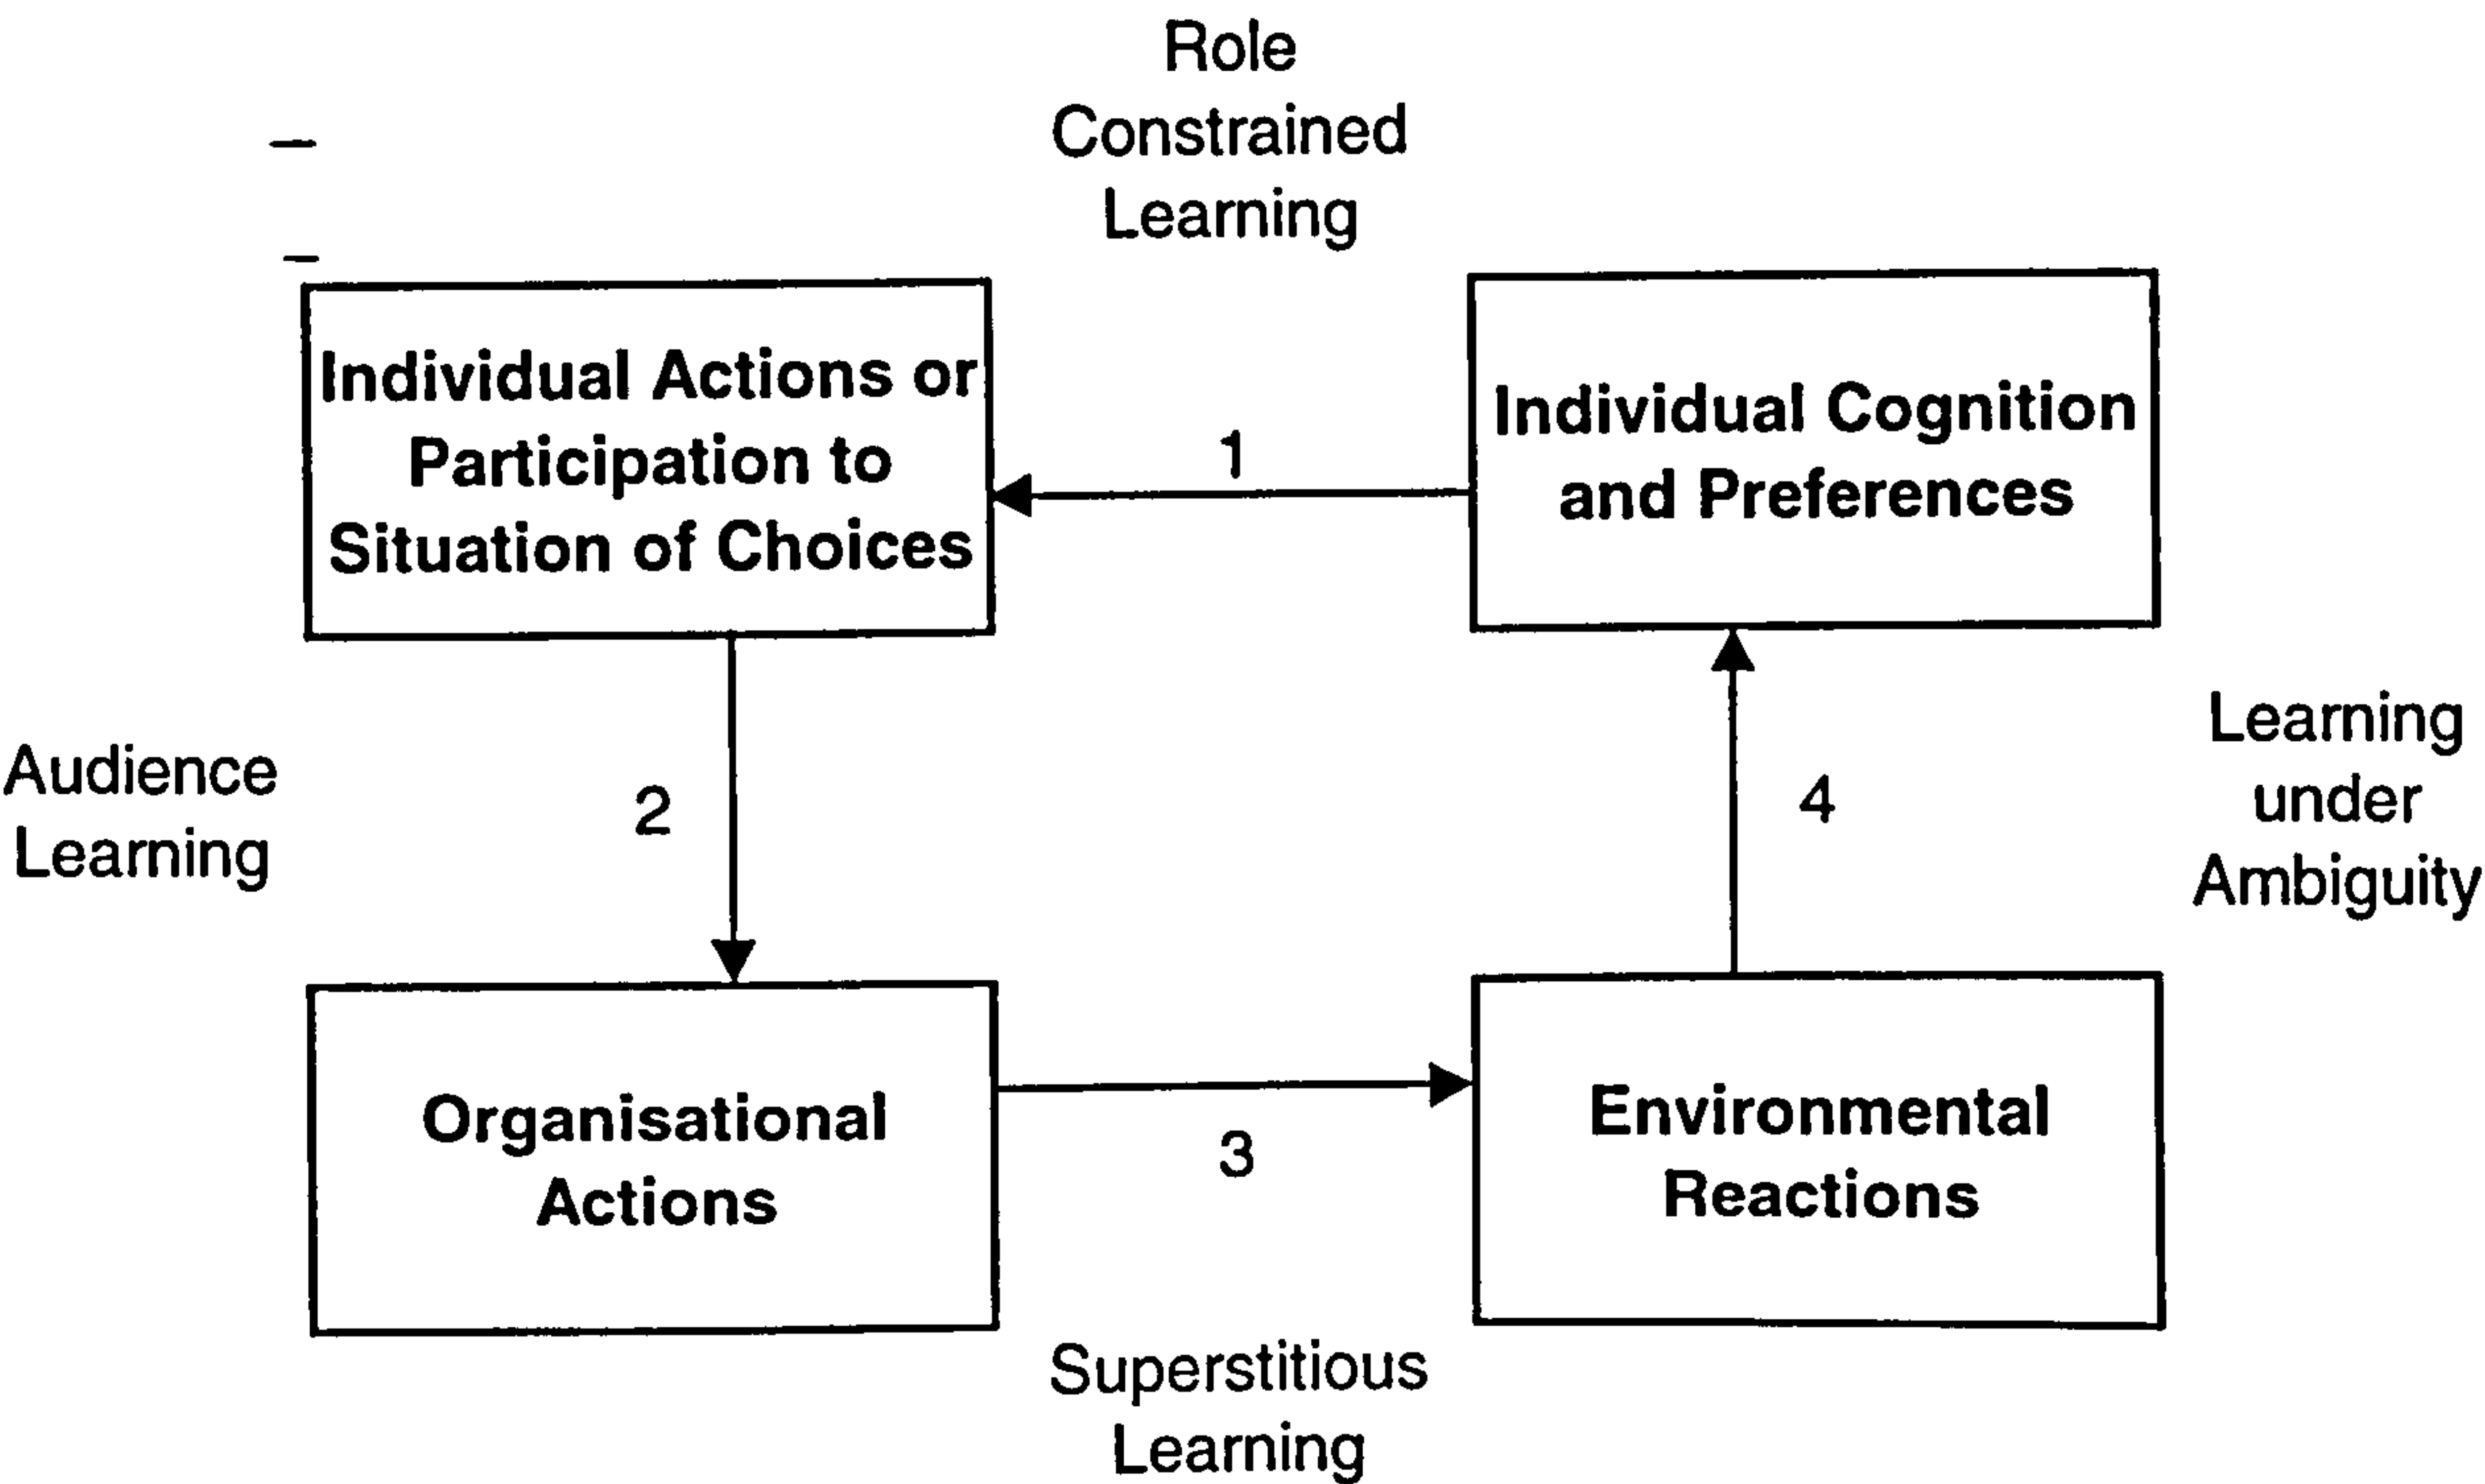 Role
Constrained
Learning
Individual Actions or
Participation to
Situation of Choices
1
Individual Cognition
and Preferences
Audience
Learning
2
4
Learning
under
Ambiguity
Organisational
Actions
3
Environmental
Reactions
Superstitious
Learning